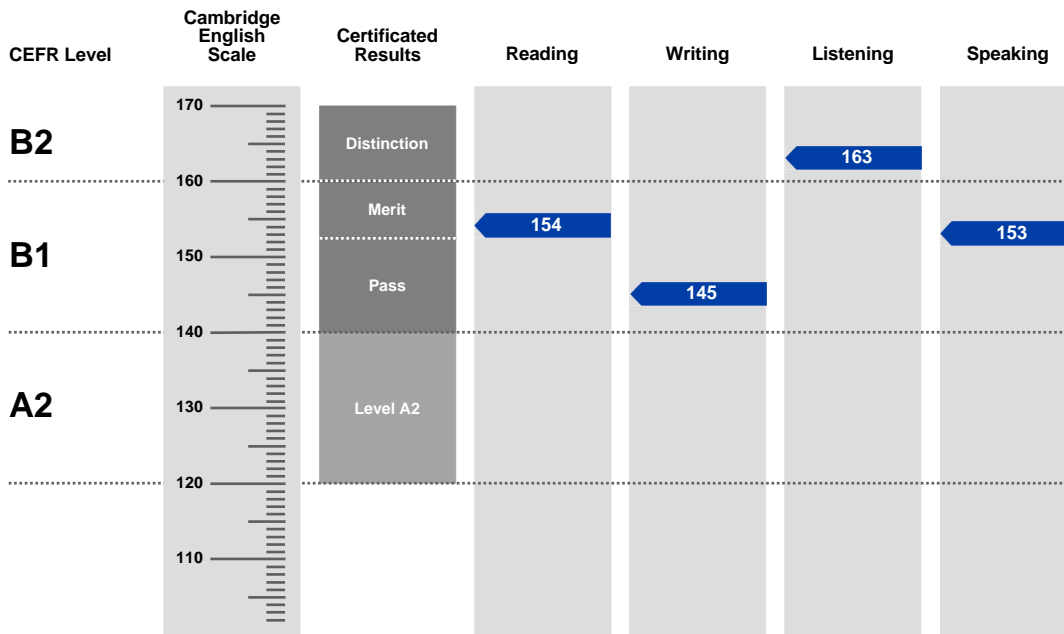 CEFR Level
Cambridge
English
Scale
Certificated
Results
Reading
Writing
Listening
Speaking
170
B2
Distinction
163
160
Merit
154
153
B1
150
Pass
145
140
A2
130
Level A2
120
110